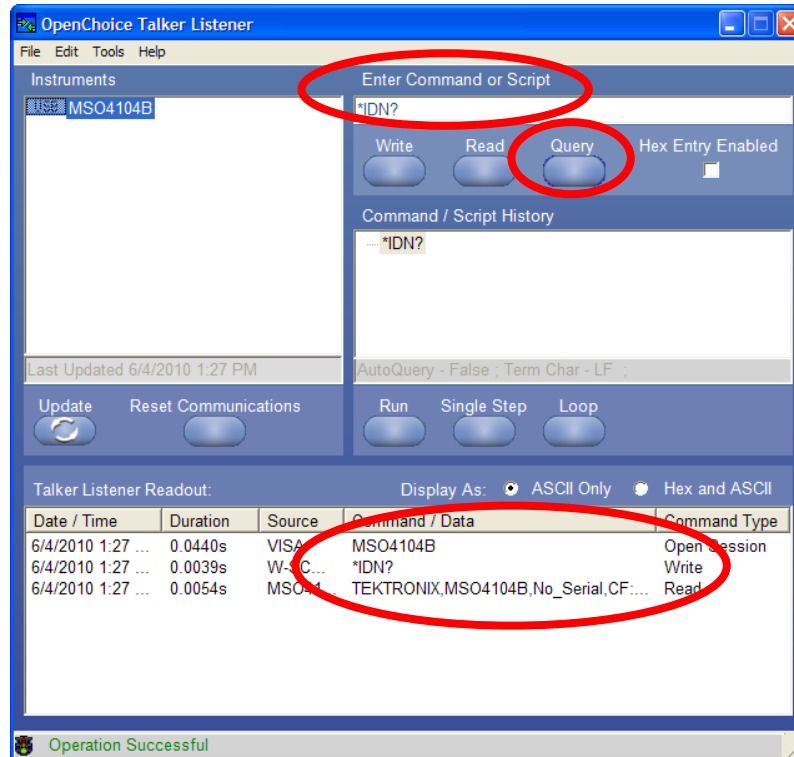 OpenChoice Talker Listener
File Edit Tools Help
Instruments
Enter Command or Script
USB MSO4104B
*IDN?
Write Read Query Hex Entry Enabled
Command / Script History
*IDN?
Last Updated 6/4/2010 1:27 PM
AutoQuery - False ; Term Char - LF ;
Update Reset Communications
Run Single Step Loop
Talker Listener Readout:
Display As: ASCII Only Hex and ASCII
Date / Time Duration Source Command / Data Command Type
6/4/2010 1:27 ... 0.0440s VISA MSO4104B Open Session
6/4/2010 1:27 ... 0.0039s W-SC... *IDN? Write
6/4/2010 1:27 ... 0.0054s MSO41... TEKTRONIX,MSO4104B,No_Serial,CF:... Read
Operation Successful